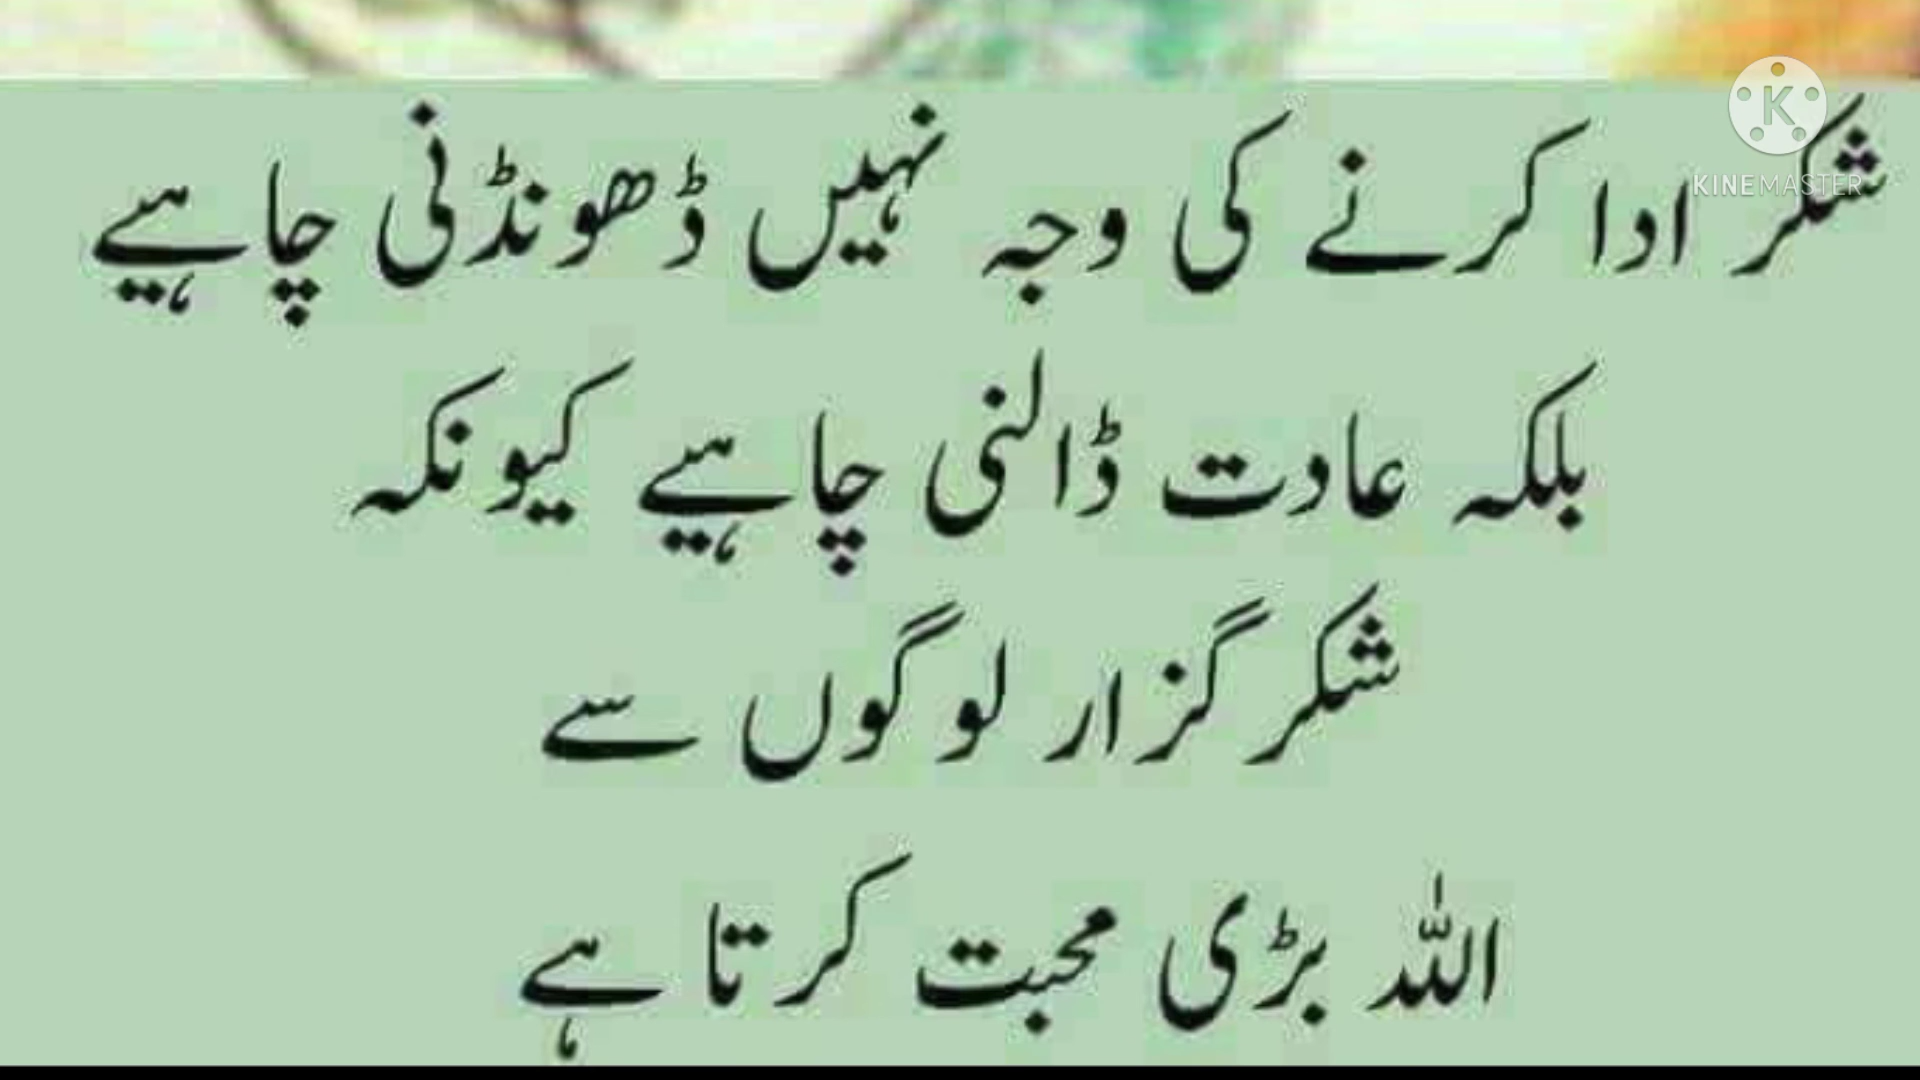 شکر ادا کرنے کی وجہ نہیں ڈھونڈنی چاہیے
بلکہ عادت ڈالنی چاہیے کیونکہ
شکر گزار لوگوں سے
اللہ بڑی محبت کرتا ہے
K
KINEMASTER